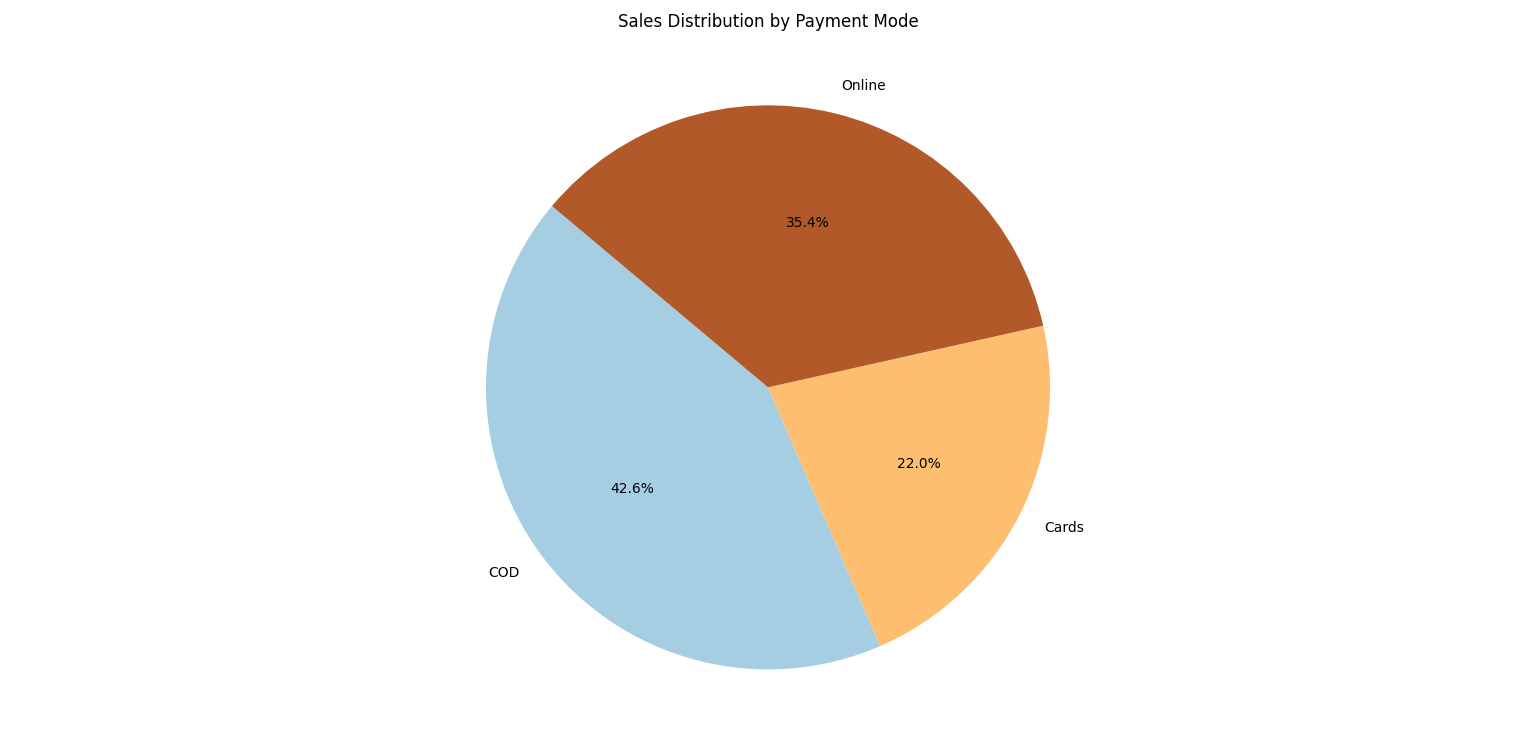 Sales Distribution by Payment Mode
Online
35.4%
22.0%
42.6%
Cards
COD